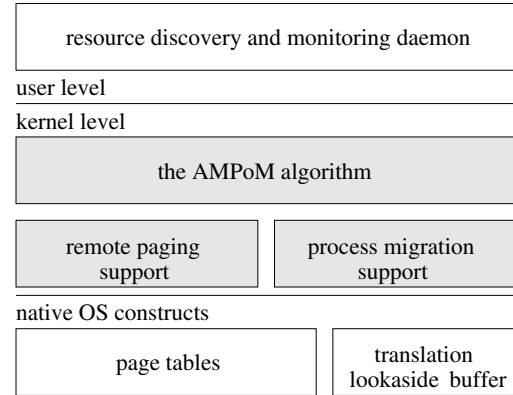 resource discovery and monitoring daemon
user level
kernel level
the AMPoM algorithm
remote paging
support
process migration
support
native OS constructs
page tables
translation
lookaside buffer